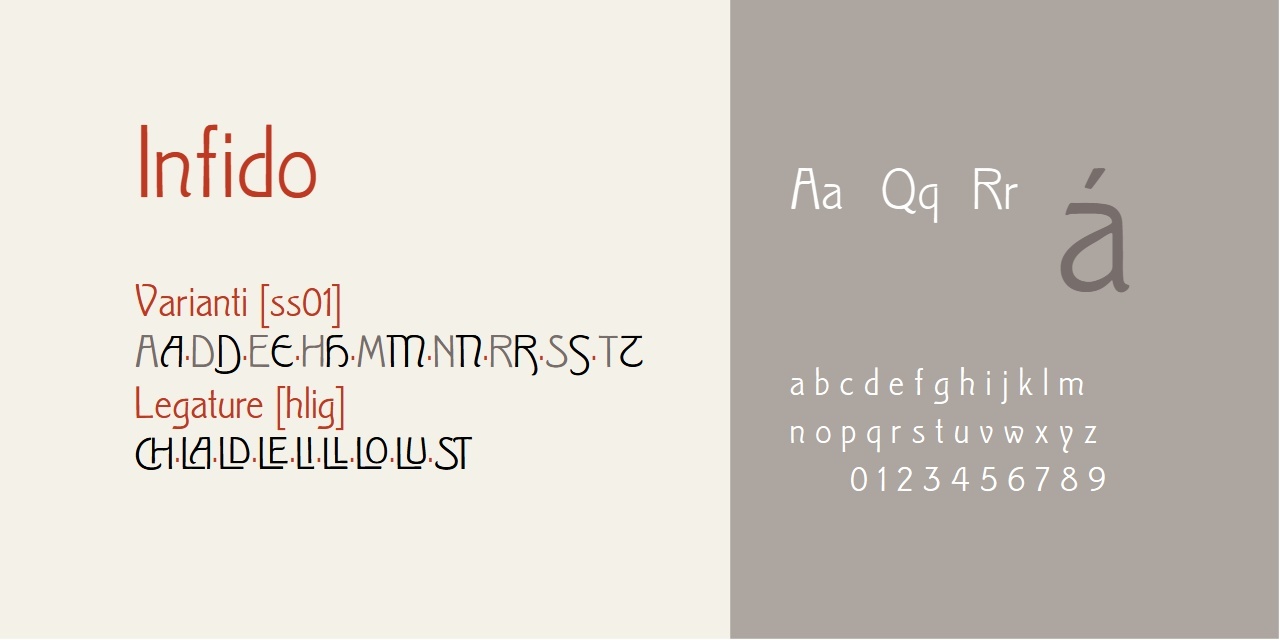 Infido
Varianti [ss01]
AA·DD·EE·HH·MM·NN·RR·SS·TT
Legature [hlig]
CH·LA·LD·LE·LI·LL·LO·LU·ST
Aa Qq Rr
á
a b c d e f g h i j k l m
n o p q r s t u v w x y z
0 1 2 3 4 5 6 7 8 9